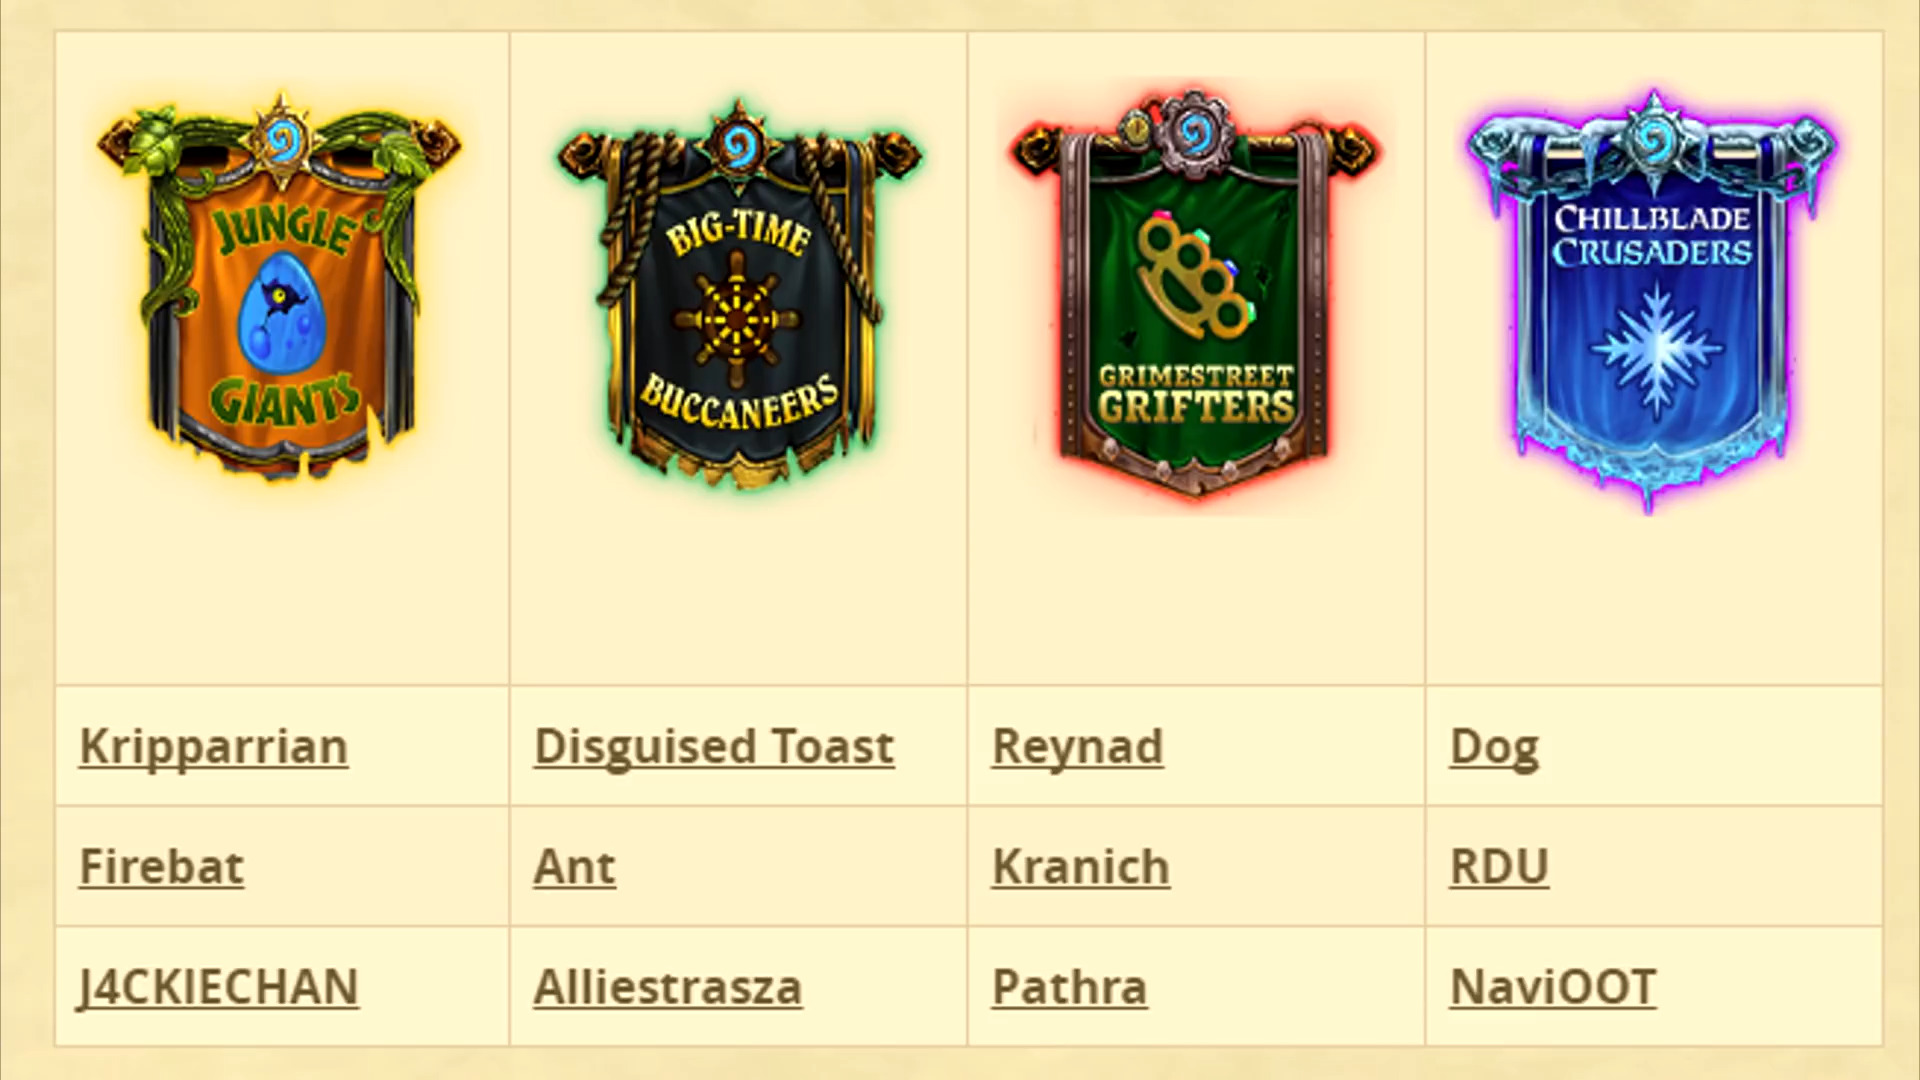 JUNGLE
GIANTS
BIG-TIME
BUCCANEERS
GRIMESTREET
GRIFTERS
CHILLBLADE
CRUSADERS
Kripparrian
Disguised Toast
Reynad
Dog
Firebat
Ant
Kranich
RDU
J4CKIECHAN
Alliestrasza
Pathra
NaviOOT